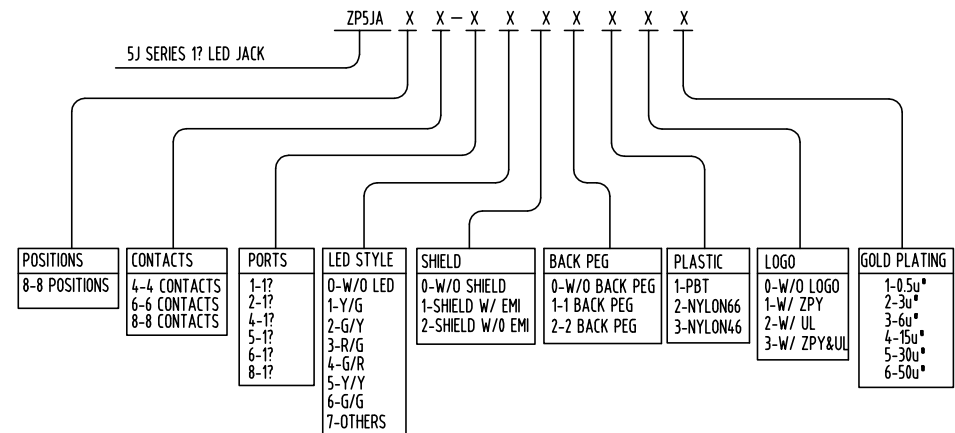 ZP5JA X X - X X X X X X X
5J SERIES 1? LED JACK
POSITIONS
8-8 POSITIONS
CONTACTS
4-4 CONTACTS
6-6 CONTACTS
8-8 CONTACTS
PORTS
1-1?
2-1?
4-1?
5-1?
6-1?
8-1?
LED STYLE
0-W/O LED
1-Y/G
2-G/Y
3-R/G
4-G/R
5-Y/Y
6-G/G
7-OTHERS
SHIELD
0-W/O SHIELD
1-SHIELD W/ EMI
2-SHIELD W/O EMI
BACK PEG
0-W/O BACK PEG
1-1 BACK PEG
2-2 BACK PEG
PLASTIC
1-PBT
2-NYLON66
3-NYLON46
LOGO
0-W/O LOGO
1-W/ ZPY
2-W/ UL
3-W/ ZPY&UL
GOLD PLATING
1-0.5u"
2-3u"
3-6u"
4-15u"
5-30u"
6-50u"